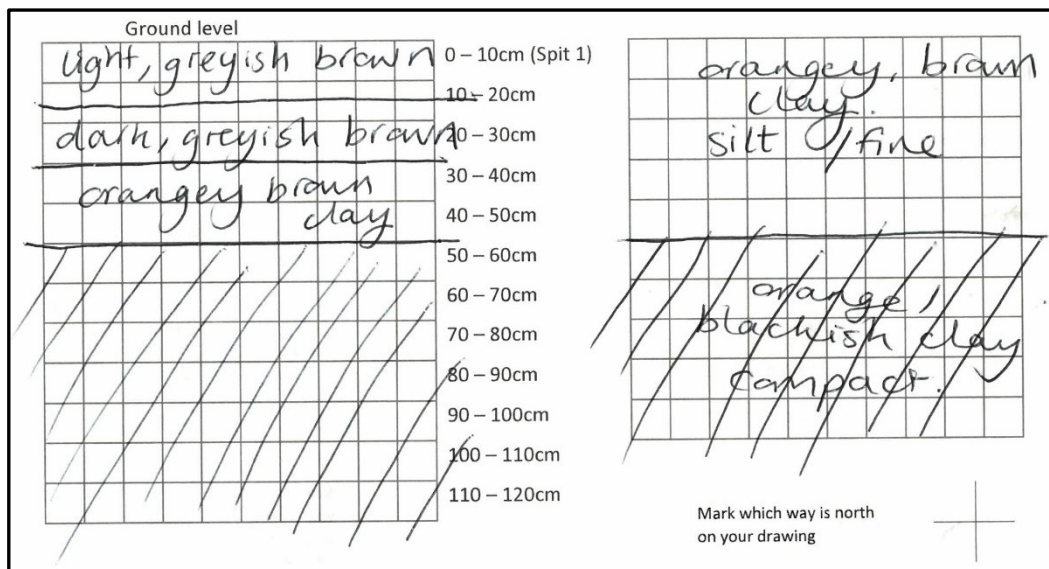 Ground level
light, greyish brown
dark, greyish brown
orangey brown
clay
0 – 10cm (Spit 1)
10 – 20cm
20 – 30cm
30 – 40cm
40 – 50cm
50 – 60cm
60 – 70cm
70 – 80cm
80 – 90cm
90 – 100cm
100 – 110cm
110 – 120cm
orangey, brown
clay.
silt / fine
orange /
blackish clay
compact.
Mark which way is north
on your drawing